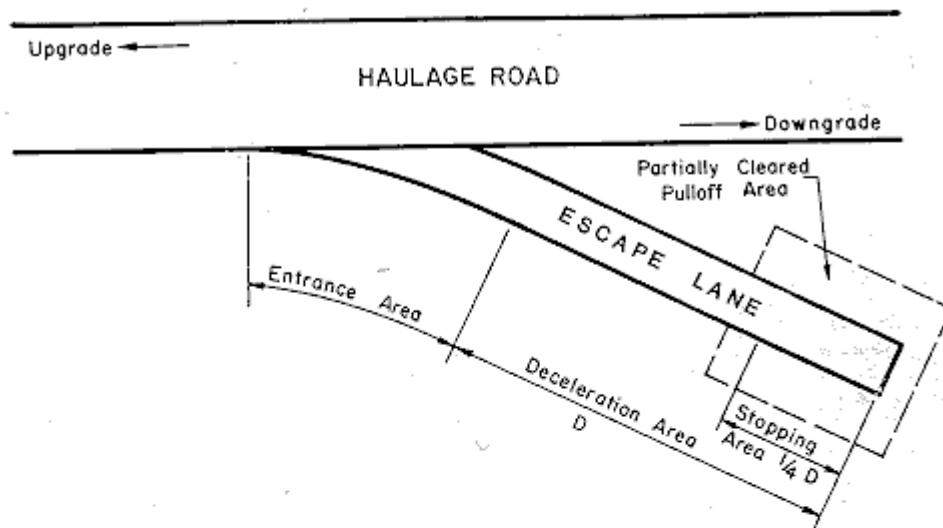 Upgrade
HAULAGE ROAD
Downgrade
Partially Cleared
Pulloff Area
ESCAPE LANE
Entrance Area
Deceleration Area
D
Stopping
Area 1/4 D